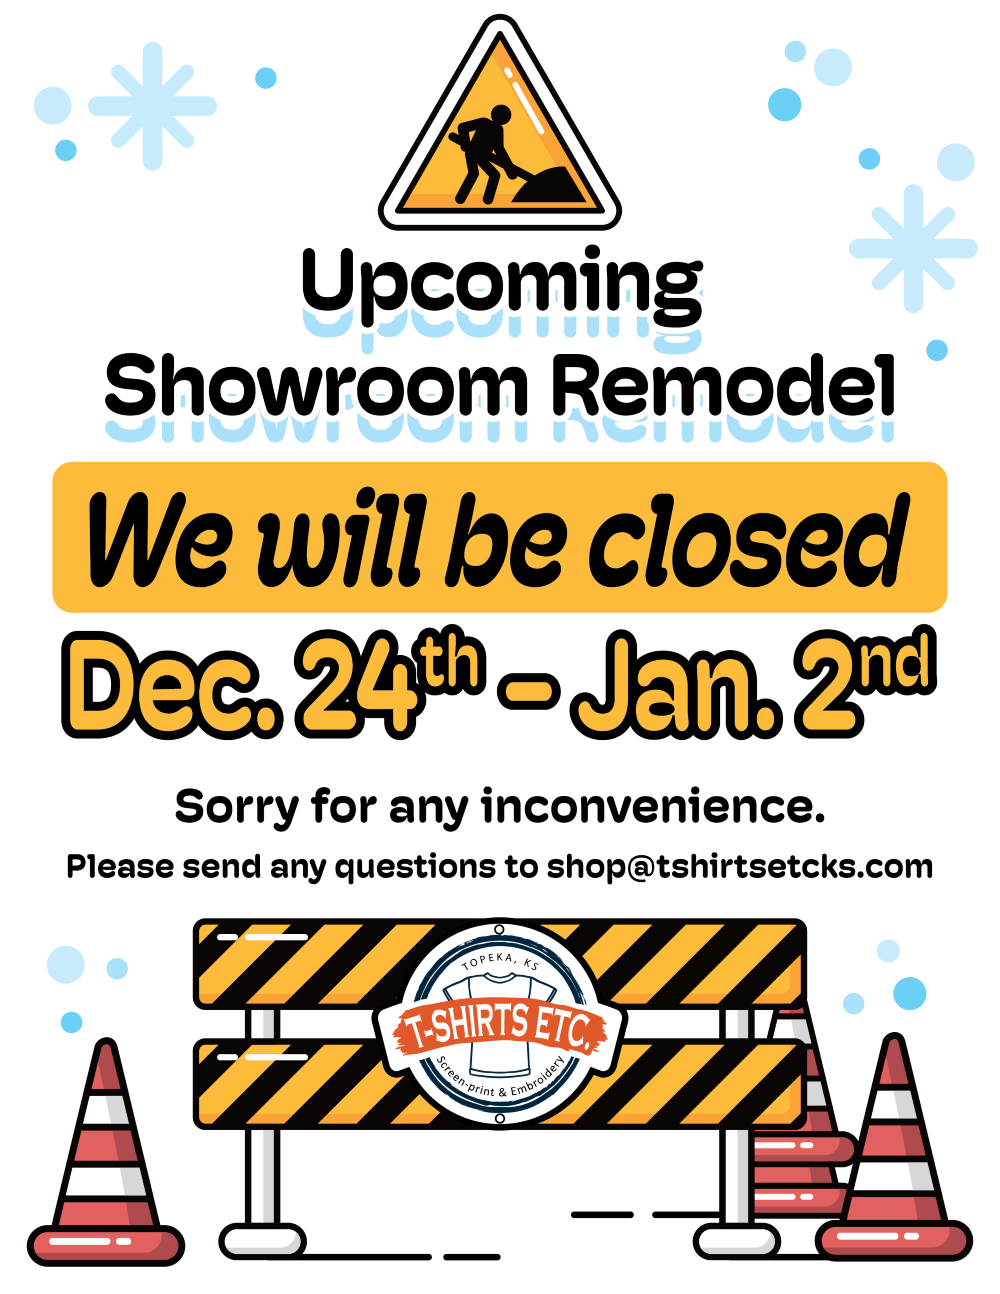 Upcoming
Showroom Remodel
We will be closed
Dec. 24th - Jan. 2nd
Sorry for any inconvenience.
Please send any questions to shop@tshirtsetcks.com
TOPEKA, KS
T-SHIRTS ETC.
Screen-print & Embroidery